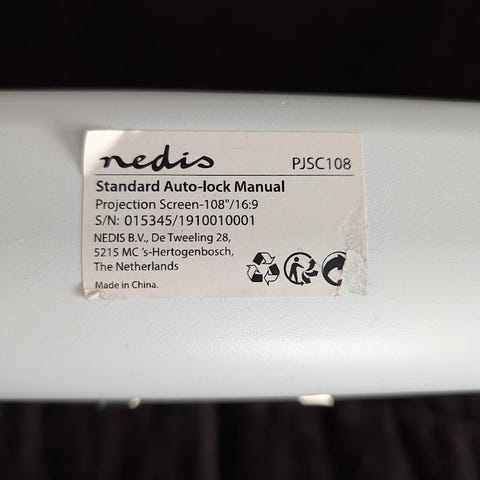 nedis PJSC108
Standard Auto-lock Manual
Projection Screen-108"/16:9
S/N: 015345/1910010001
NEDIS B.V., De Tweeling 28,
5215 MC 's-Hertogenbosch,
The Netherlands
Made in China.